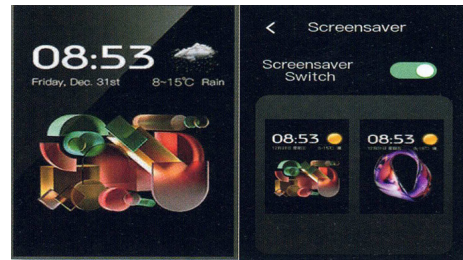 08:53
Friday, Dec. 31st 8~15℃ Rain
< Screensaver
Screensaver
Switch
08:53
08:53